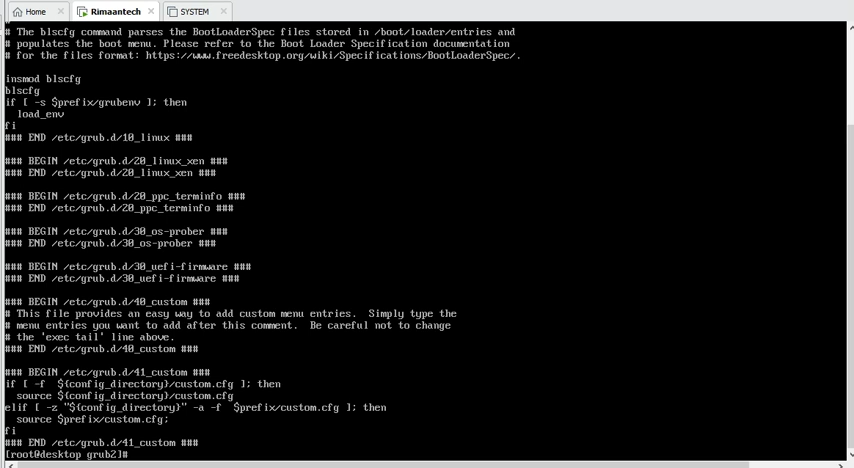 Home
Rimaantech
SYSTEM
# The blscfg command parses the BootLoaderSpec files stored in /boot/loader/entries and
# populates the boot menu. Please refer to the Boot Loader Specification documentation
# for the files format: https://www.freedesktop.org/wiki/Specifications/BootLoaderSpec/.
insmod blscfg
blscfg
if [ -s $prefix/grubenv ]; then
  load_env
fi
### END /etc/grub.d/10_linux ###
### BEGIN /etc/grub.d/20_linux_xen ###
### END /etc/grub.d/20_linux_xen ###
### BEGIN /etc/grub.d/20_ppc_terminfo ###
### END /etc/grub.d/20_ppc_terminfo ###
### BEGIN /etc/grub.d/30_os-prober ###
### END /etc/grub.d/30_os-prober ###
### BEGIN /etc/grub.d/30_uefi-firmware ###
### END /etc/grub.d/30_uefi-firmware ###
### BEGIN /etc/grub.d/40_custom ###
# This file provides an easy way to add custom menu entries.  Simply type the
# menu entries you want to add after this comment.  Be careful not to change
# the 'exec tail' line above.
### END /etc/grub.d/40_custom ###
### BEGIN /etc/grub.d/41_custom ###
if [ -f  ${config_directory}/custom.cfg ]; then
  source ${config_directory}/custom.cfg
elif [ -z "${config_directory}" -a -f  $prefix/custom.cfg ]; then
  source $prefix/custom.cfg;
fi
### END /etc/grub.d/41_custom ###
[root@desktop grub2]#